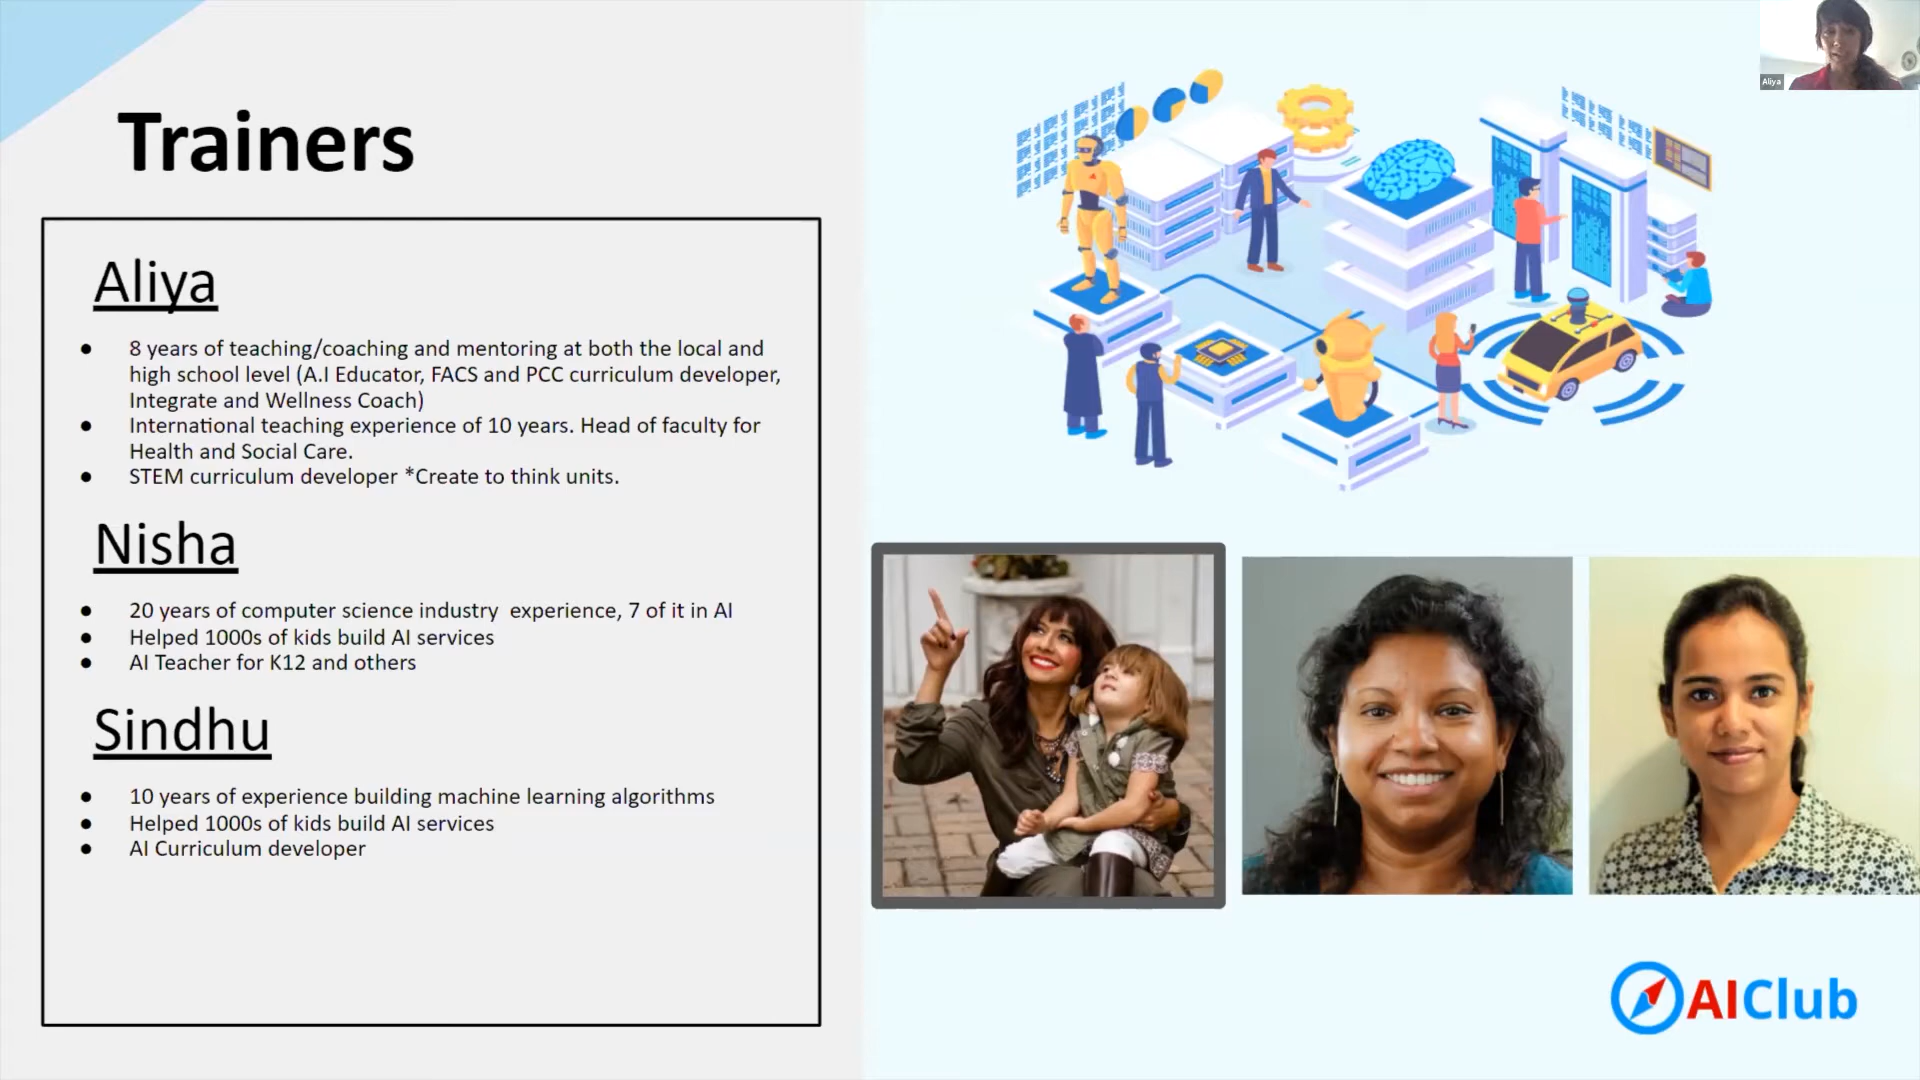 Trainers
Aliya
● 8 years of teaching/coaching and mentoring at both the local and
high school level (A.I Educator, FACS and PCC curriculum developer,
Integrate and Wellness Coach)
● International teaching experience of 10 years. Head of faculty for
Health and Social Care.
● STEM curriculum developer *Create to think units.
Nisha
● 20 years of computer science industry  experience, 7 of it in AI
● Helped 1000s of kids build AI services
● AI Teacher for K12 and others
Sindhu
● 10 years of experience building machine learning algorithms
● Helped 1000s of kids build AI services
● AI Curriculum developer
Aliya
AIClub